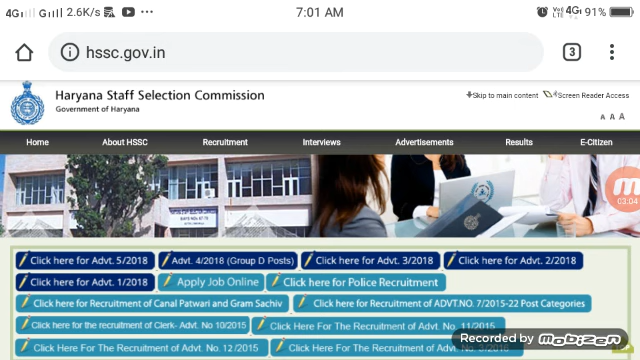 4G G 2.6K/s 7:01 AM VoLTE 4G 91%
hssc.gov.in 3
Haryana Staff Selection Commission
Government of Haryana
Skip to main content Screen Reader Access
A A A
Home About HSSC Recruitment Interviews Advertisements Results E-Citizen
03:04
Click here for Advt. 5/2018 Advt. 4/2018 (Group D Posts) Click here for Advt. 3/2018 Click here for Advt. 2/2018
Click here for Advt. 1/2018 Apply Job Online Click here for Police Recruitment
Click here for Recruitment of Canal Patwari and Gram Sachiv Click here for Recruitment of ADVT.NO. 7/2015-22 Post Categories
Click here for the recruitment of Clerk- Advt. No 10/2015 Click Here For The Recruitment of Advt. No. 11/2015
Recorded by MOBIZEN
Click Here For The Recruitment of Advt. No. 12 /2015 Click Here For The Recruitment of Advt. No.